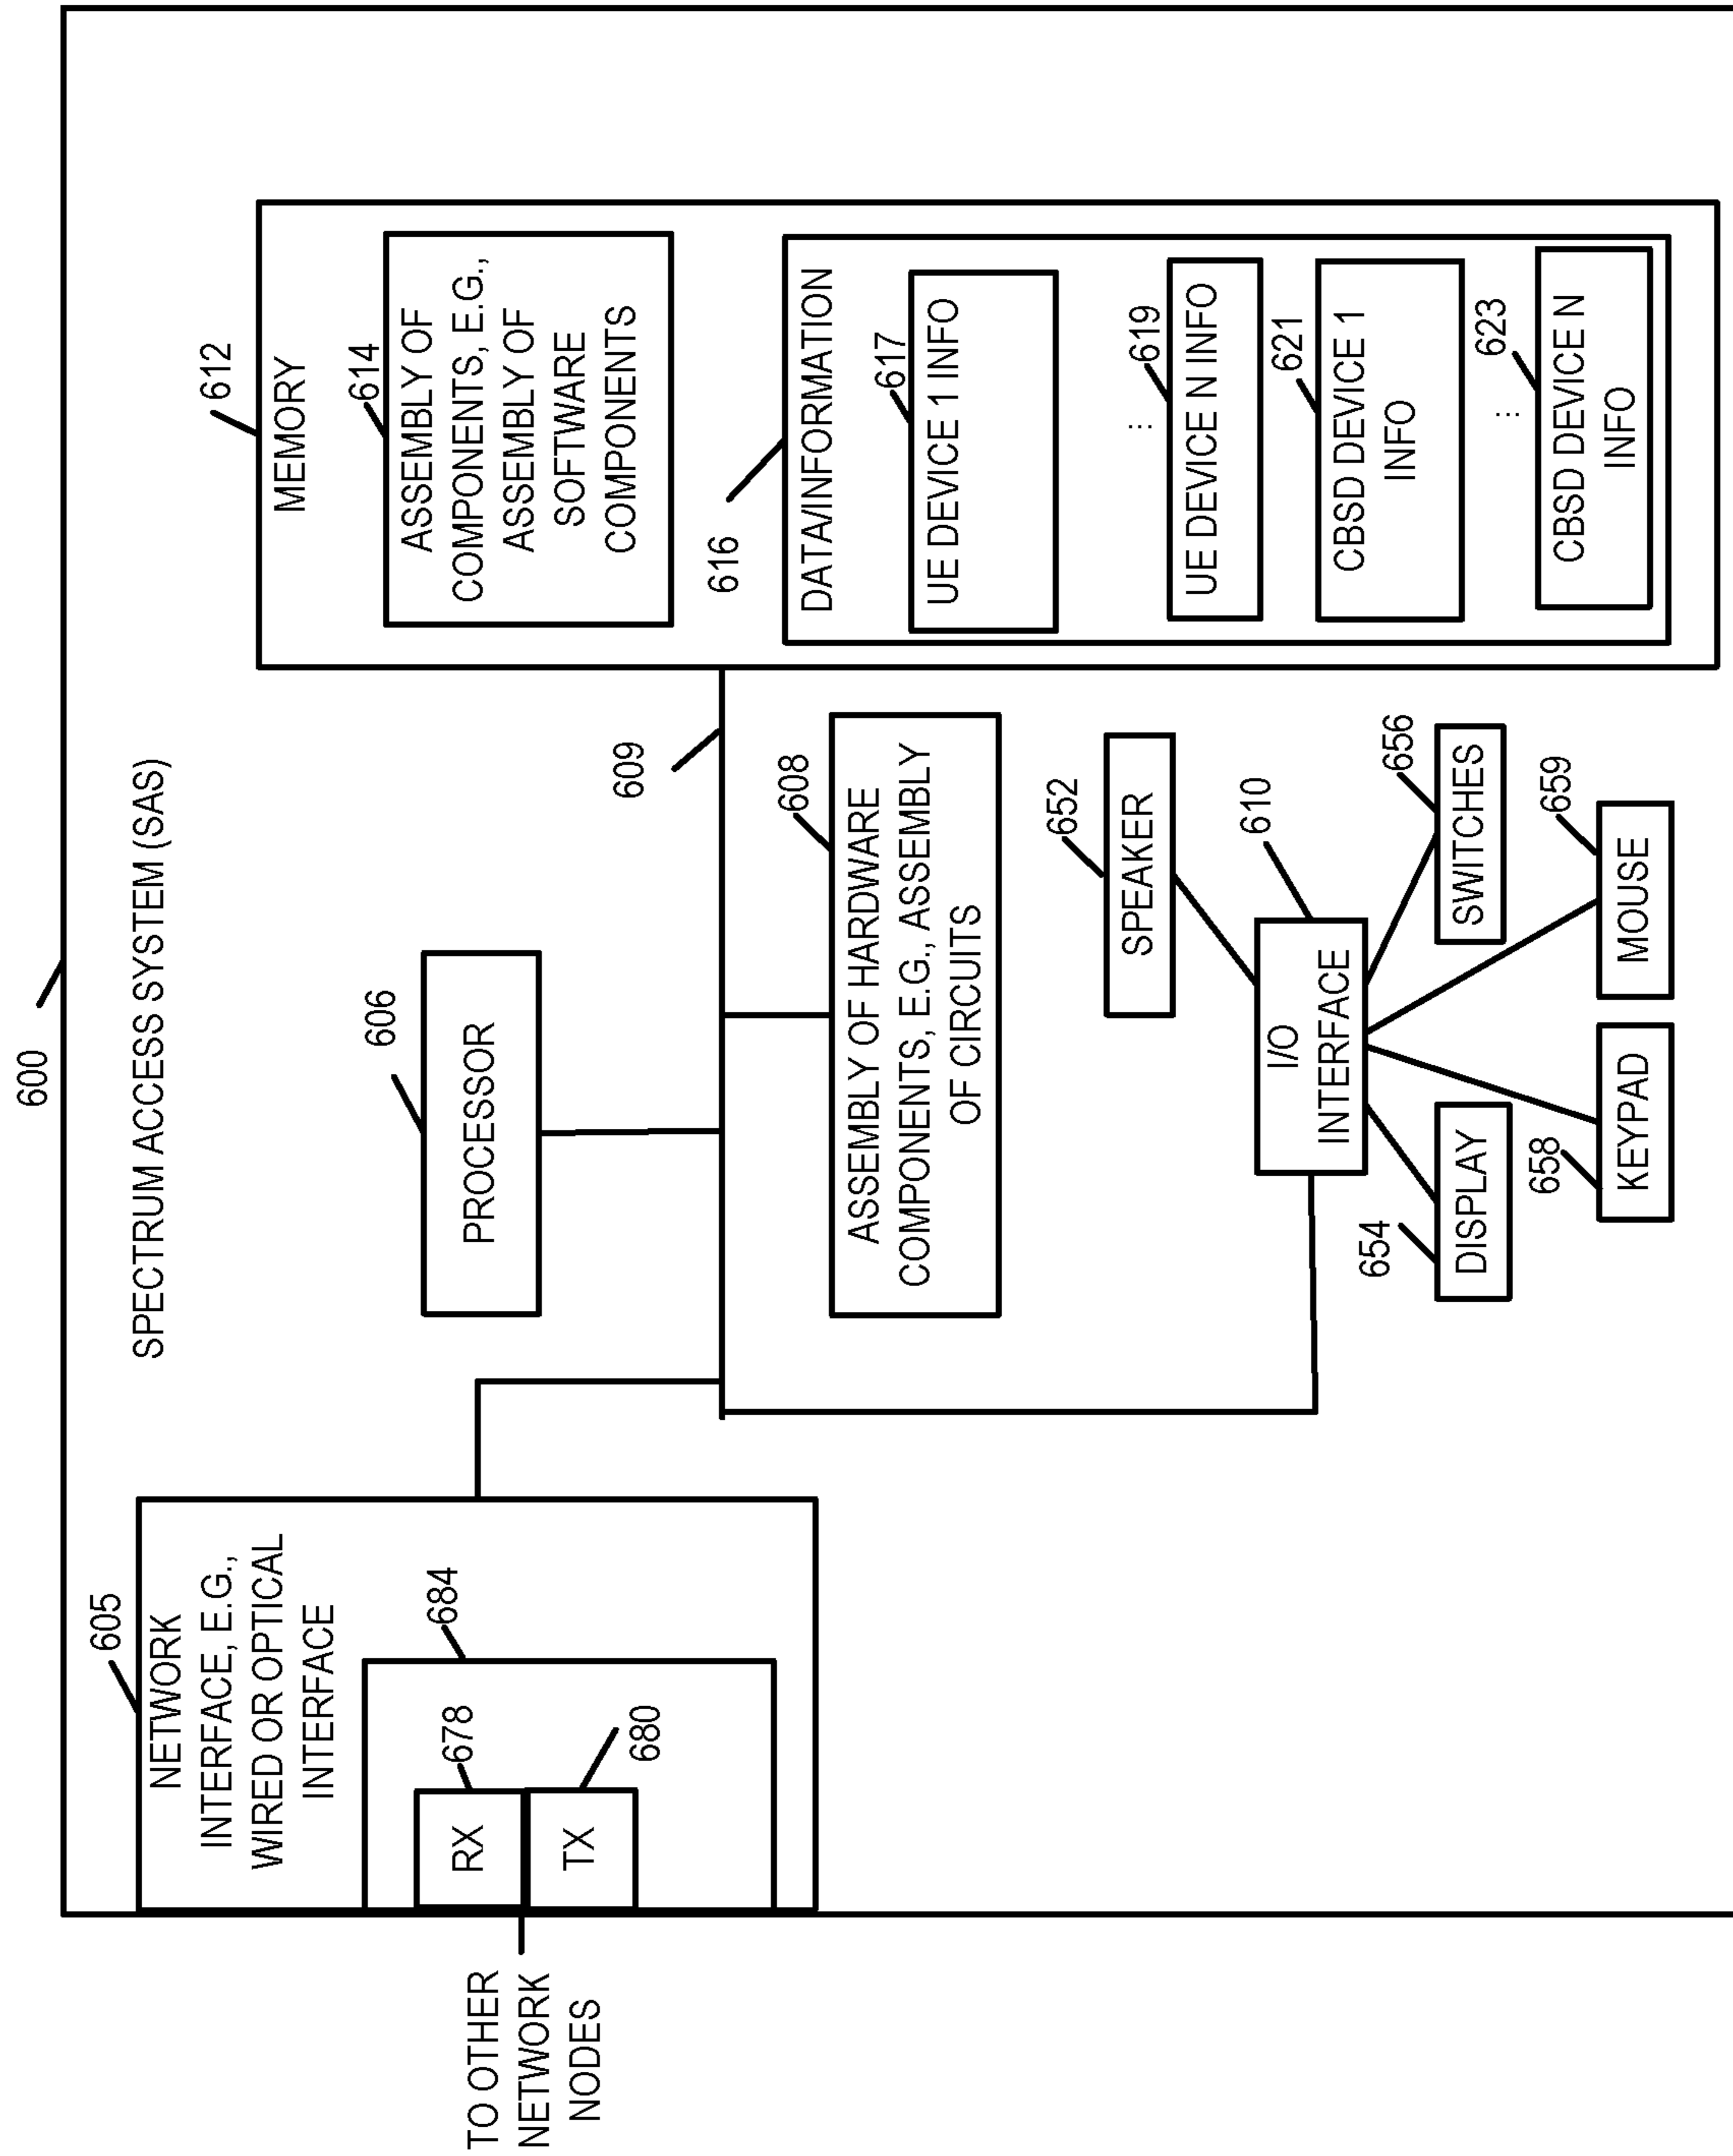 600
SPECTRUM ACCESS SYSTEM (SAS)
605
NETWORK
INTERFACE, E.G.,
WIRED OR OPTICAL
INTERFACE
684
678
RX
TX
680
TO OTHER
NETWORK
NODES
606
PROCESSOR
609
608
ASSEMBLY OF HARDWARE
COMPONENTS, E.G., ASSEMBLY
OF CIRCUITS
652
SPEAKER
610
I/O
INTERFACE
654
DISPLAY
656
SWITCHES
658
KEYPAD
659
MOUSE
612
MEMORY
614
ASSEMBLY OF
COMPONENTS, E.G.,
ASSEMBLY OF
SOFTWARE
COMPONENTS
616
DATA/INFORMATION
617
UE DEVICE 1 INFO
...
619
UE DEVICE N INFO
621
CBSD DEVICE 1
INFO
...
623
CBSD DEVICE N
INFO